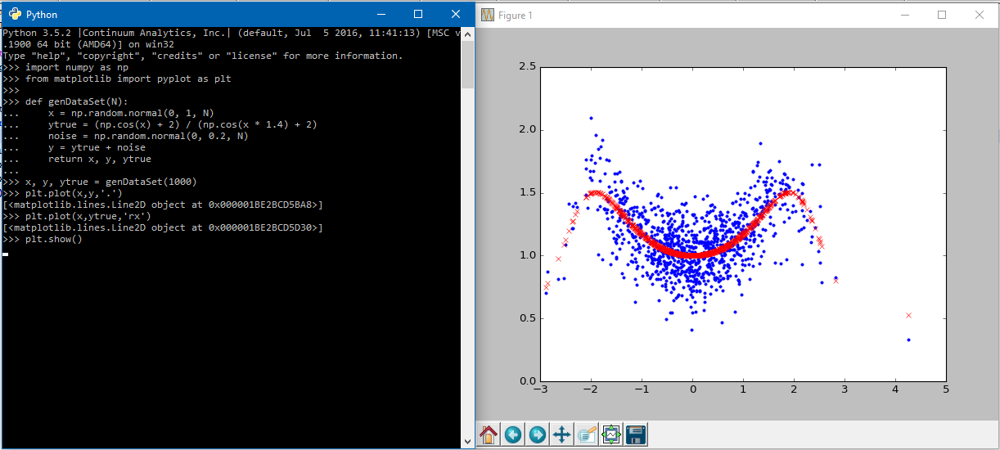 Python
Python 3.5.2 |Continuum Analytics, Inc.| (default, Jul  5 2016, 11:41:13) [MSC v
.1900 64 bit (AMD64)] on win32
Type "help", "copyright", "credits" or "license" for more information.
>>> import numpy as np
>>> from matplotlib import pyplot as plt
>>>
>>> def genDataSet(N):
...     x = np.random.normal(0, 1, N)
...     ytrue = (np.cos(x) + 2) / (np.cos(x * 1.4) + 2)
...     noise = np.random.normal(0, 0.2, N)
...     y = ytrue + noise
...     return x, y, ytrue
...
>>> x, y, ytrue = genDataSet(1000)
>>> plt.plot(x,y,'.')
[<matplotlib.lines.Line2D object at 0x000001BE2BCD5BA8>]
>>> plt.plot(x,ytrue,'rx')
[<matplotlib.lines.Line2D object at 0x000001BE2BCD5D30>]
>>> plt.show()
Figure 1
2.5
2.0
1.5
1.0
0.5
0.0
−3 −2 −1 0 1 2 3 4 5